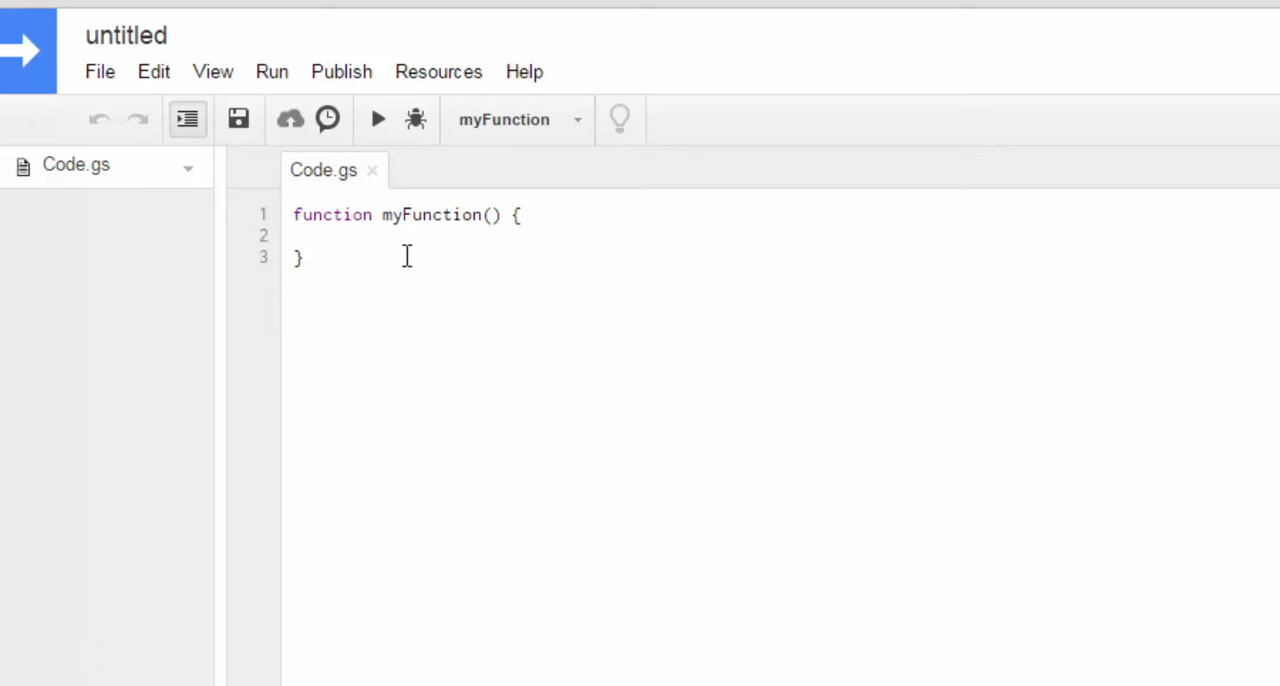 untitled
File Edit View Run Publish Resources Help
myFunction
Code.gs
Code.gs ×
1 function myFunction() {
2
3 }